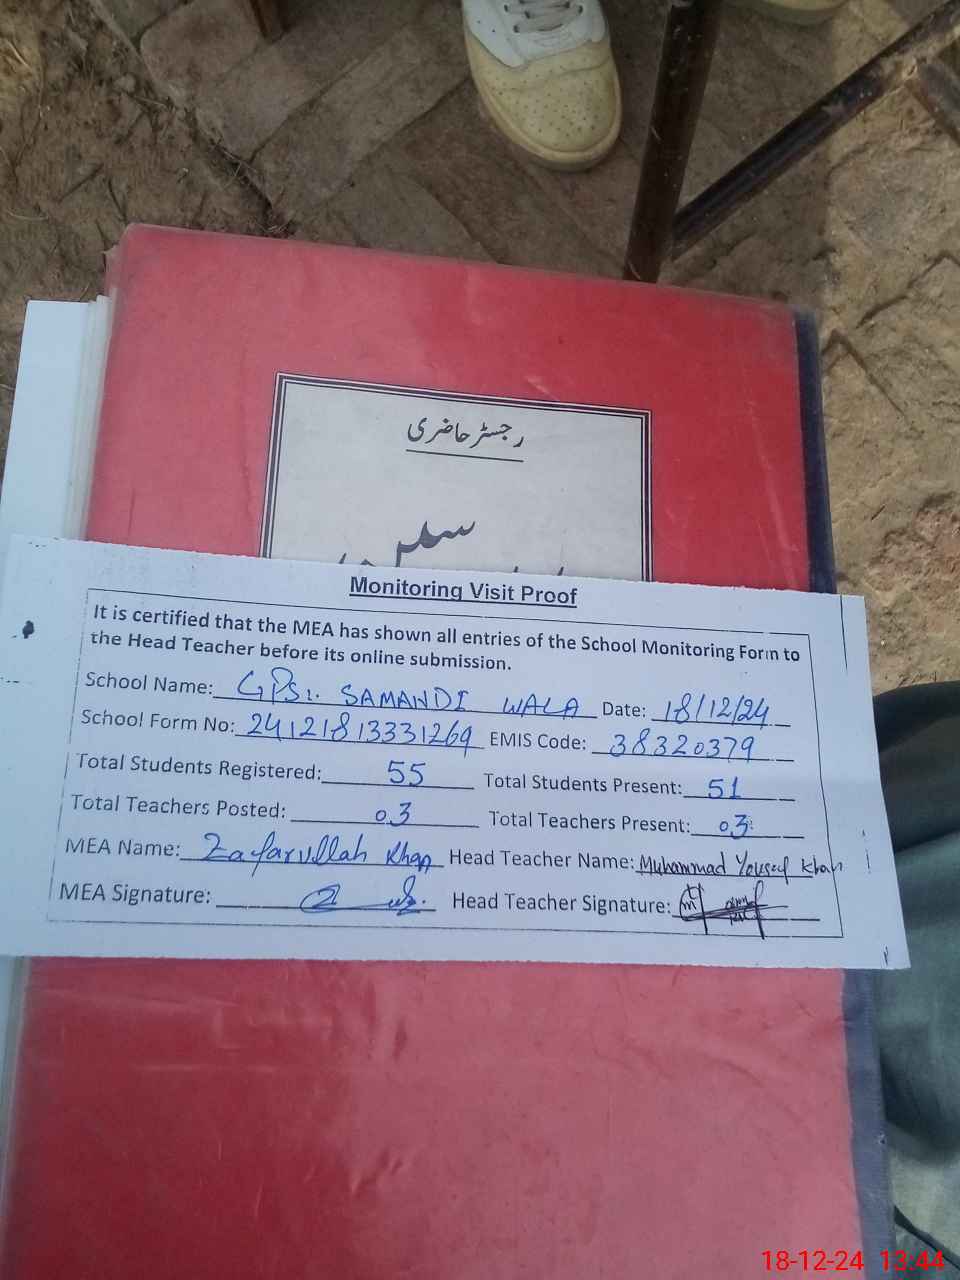 رجسٹر حاضری
Monitoring Visit Proof
It is certified that the MEA has shown all entries of the School Monitoring Form to
the Head Teacher before its online submission.
School Name: GPS:. SAMANDI WALA Date: 18/12/24
School Form No: 24121813331269 EMIS Code: 38320379
Total Students Registered: 55 Total Students Present: 51
Total Teachers Posted: 03 Total Teachers Present: 03
MEA Name: Zafarullah Khan Head Teacher Name: Muhammad Yousaf Khan
MEA Signature: Head Teacher Signature:
18-12-24 13:44